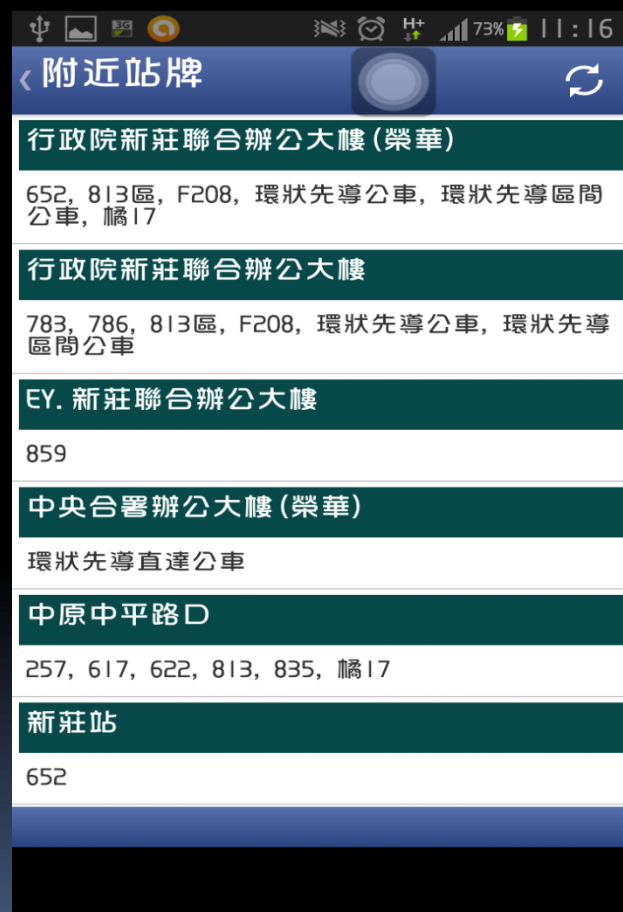 3G H+ 73% 11:16
附近站牌
行政院新莊聯合辦公大樓(榮華)
652, 813區, F208, 環狀先導公車, 環狀先導區間
公車, 橘17
行政院新莊聯合辦公大樓
783, 786, 813區, F208, 環狀先導公車, 環狀先導
區間公車
EY. 新莊聯合辦公大樓
859
中央合署辦公大樓(榮華)
環狀先導直達公車
中原中平路口
257, 617, 622, 813, 835, 橘17
新莊站
652